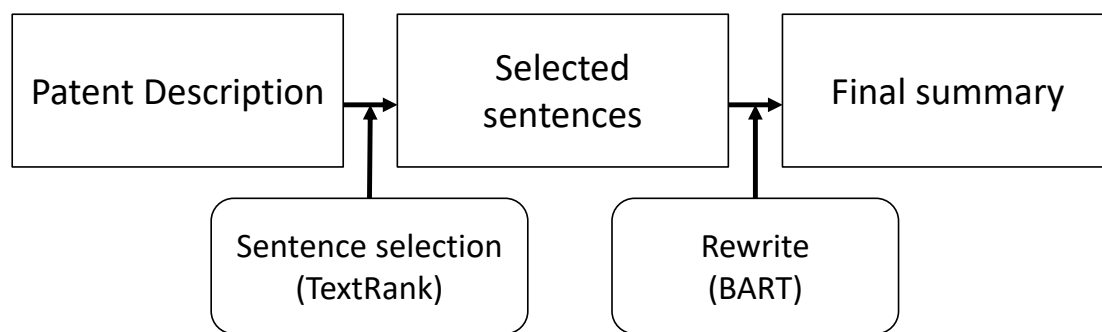 Patent Description
Selected
sentences
Final summary
Sentence selection
(TextRank)
Rewrite
(BART)